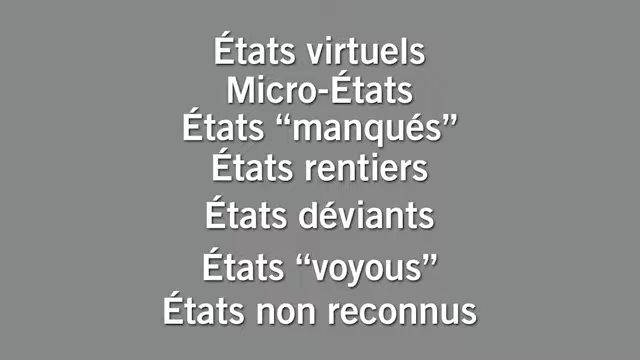 États virtuels
Micro-États
États “manqués”
États rentiers
États déviants
États “voyous”
États non reconnus